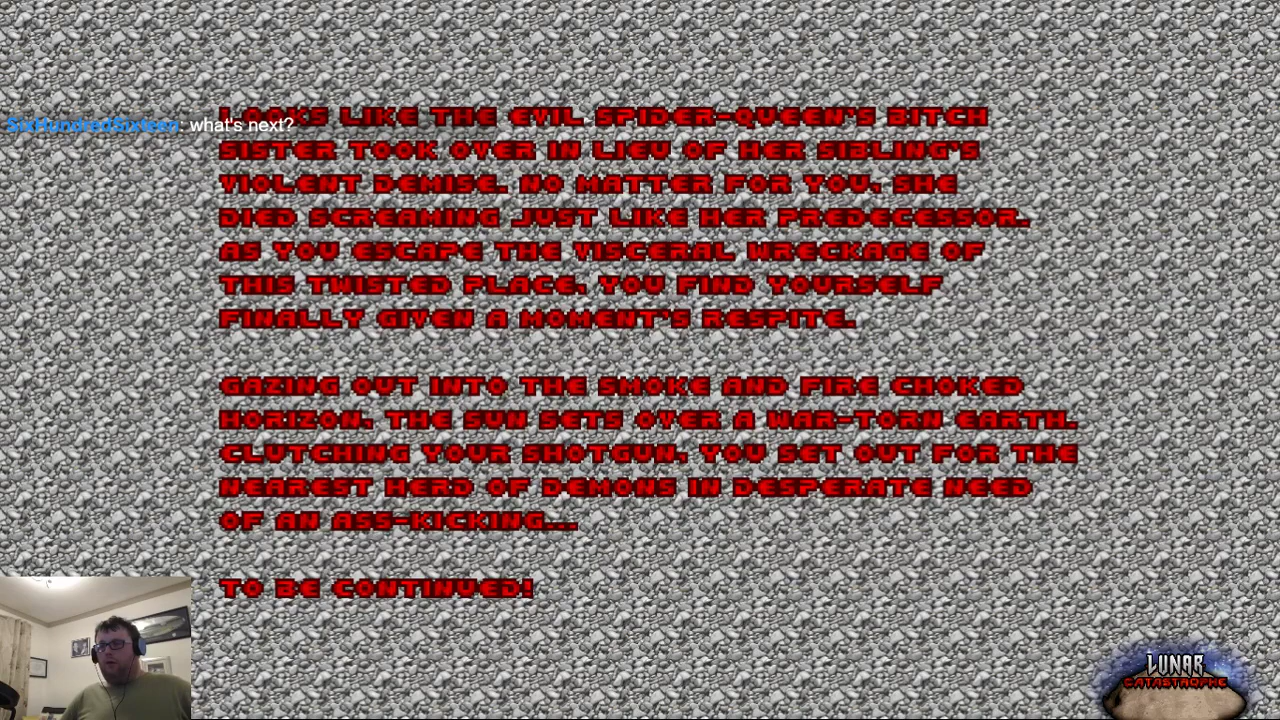 LOOKS LIKE THE EVIL SPIDER-QUEEN'S BITCH
SixHundredSixteen: what's next?
SISTER TOOK OVER IN LIEU OF HER SIBLING'S
VIOLENT DEMISE. NO MATTER FOR YOU, SHE
DIED SCREAMING JUST LIKE HER PREDECESSOR.
AS YOU ESCAPE THE VISCERAL WRECKAGE OF
THIS TWISTED PLACE, YOU FIND YOURSELF
FINALLY GIVEN A MOMENT'S RESPITE.
GAZING OUT INTO THE SMOKE AND FIRE CHOKED
HORIZON, THE SUN SETS OVER A WAR-TORN EARTH.
CLUTCHING YOUR SHOTGUN, YOU SET OUT FOR THE
NEAREST HERD OF DEMONS IN DESPERATE NEED
OF AN ASS-KICKING...
TO BE CONTINUED!
LUNAR
CATASTROPHE